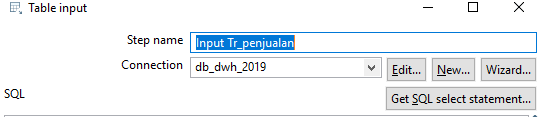 Table input
Step name Input Tr_penjualan
Connection db_dwh_2019 Edit... New... Wizard...
SQL Get SQL select statement...